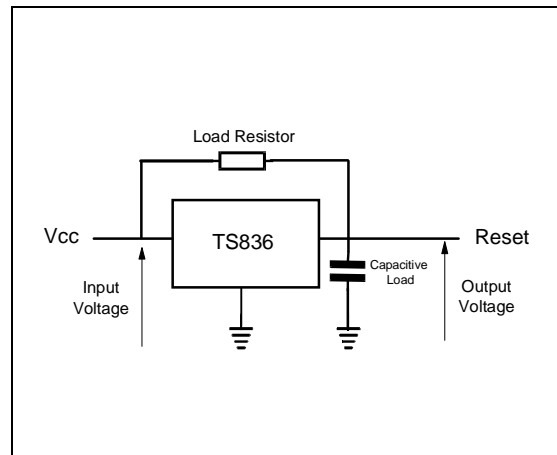 Load Resistor
Vcc
TS836
Reset
Capacitive
Load
Input
Voltage
Output
Voltage